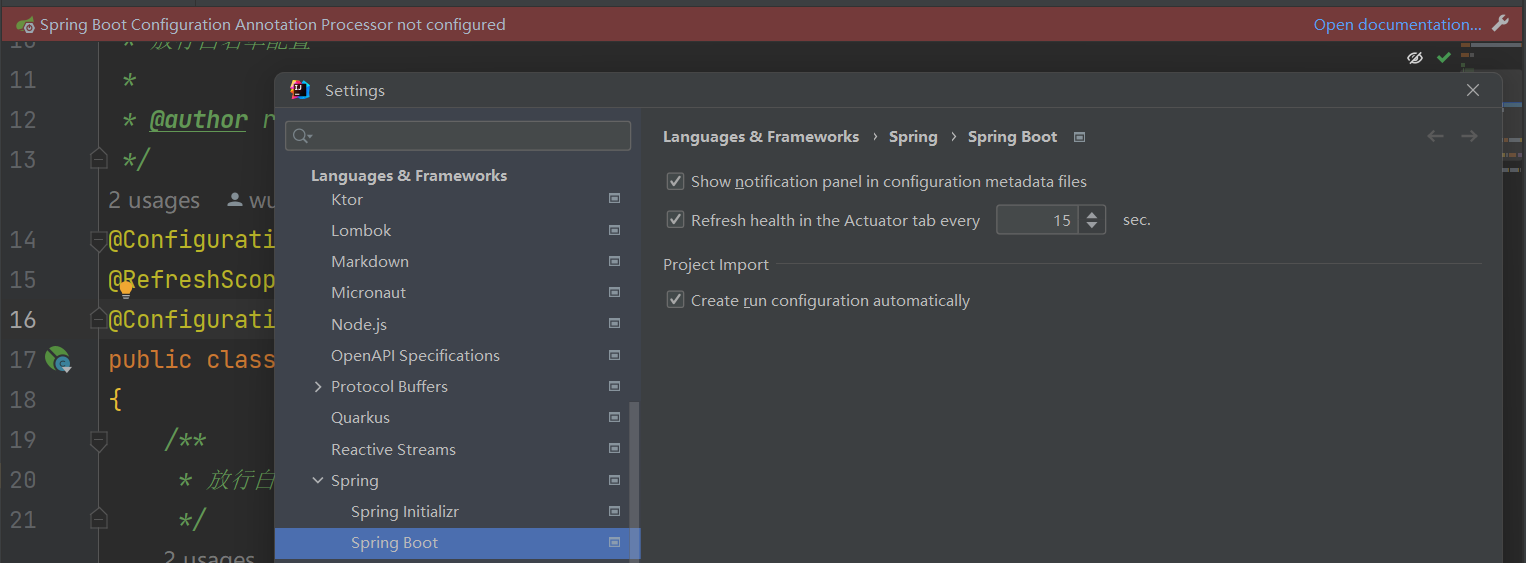 Spring Boot Configuration Annotation Processor not configured
Open documentation...
10 * 放行白名单配置
11 *
12 * @author r
13 */
2 usages wu
14 @Configurati
15 @RefreshScop
16 @Configurati
17 public class
18 {
19 /**
20 * 放行白
21 */
2 usages
Settings
Languages & Frameworks
Ktor
Lombok
Markdown
Micronaut
Node.js
OpenAPI Specifications
Protocol Buffers
Quarkus
Reactive Streams
Spring
Spring Initializr
Spring Boot
Languages & Frameworks › Spring › Spring Boot
Show notification panel in configuration metadata files
Refresh health in the Actuator tab every 15 sec.
Project Import
Create run configuration automatically